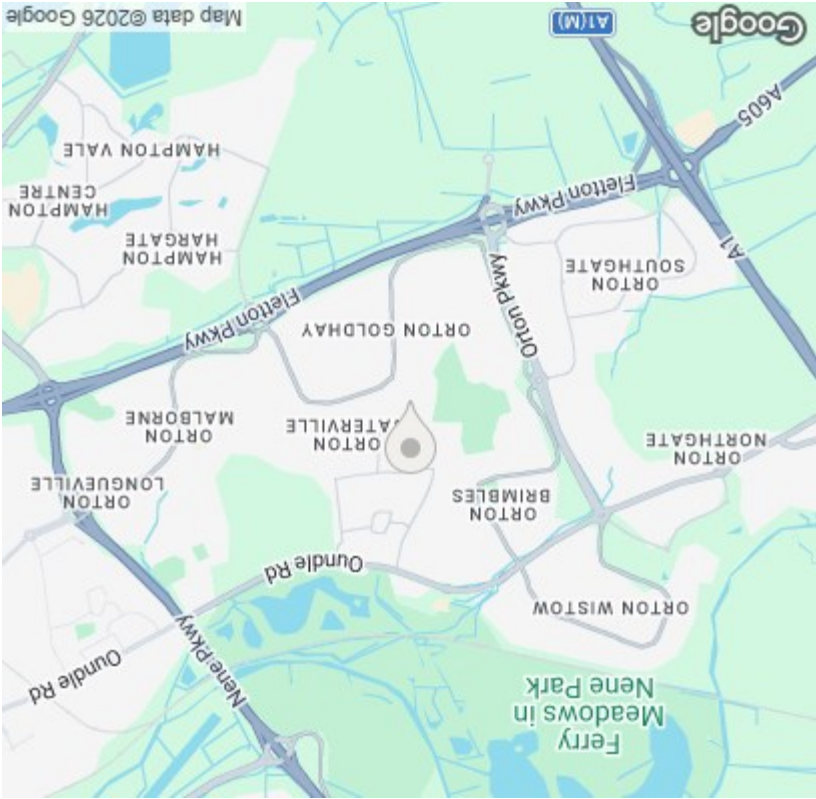 Ferry
Meadows in
Nene Park
Nene Pkwy
Oundle Rd
ORTON WISTOW
Oundle Rd
ORTON
BRIMBLES
ORTON
LONGUEVILLE
ORTON
NORTHGATE
ORTON
WATERVILLE
ORTON
MALBORNE
Orton Pkwy
ORTON GOLDHAY
Fletton Pkwy
ORTON
SOUTHGATE
A1
HAMPTON
HARGATE
Fletton Pkwy
HAMPTON
CENTRE
HAMPTON VALE
A605
Google
A1(M)
Map data ©2026 Google